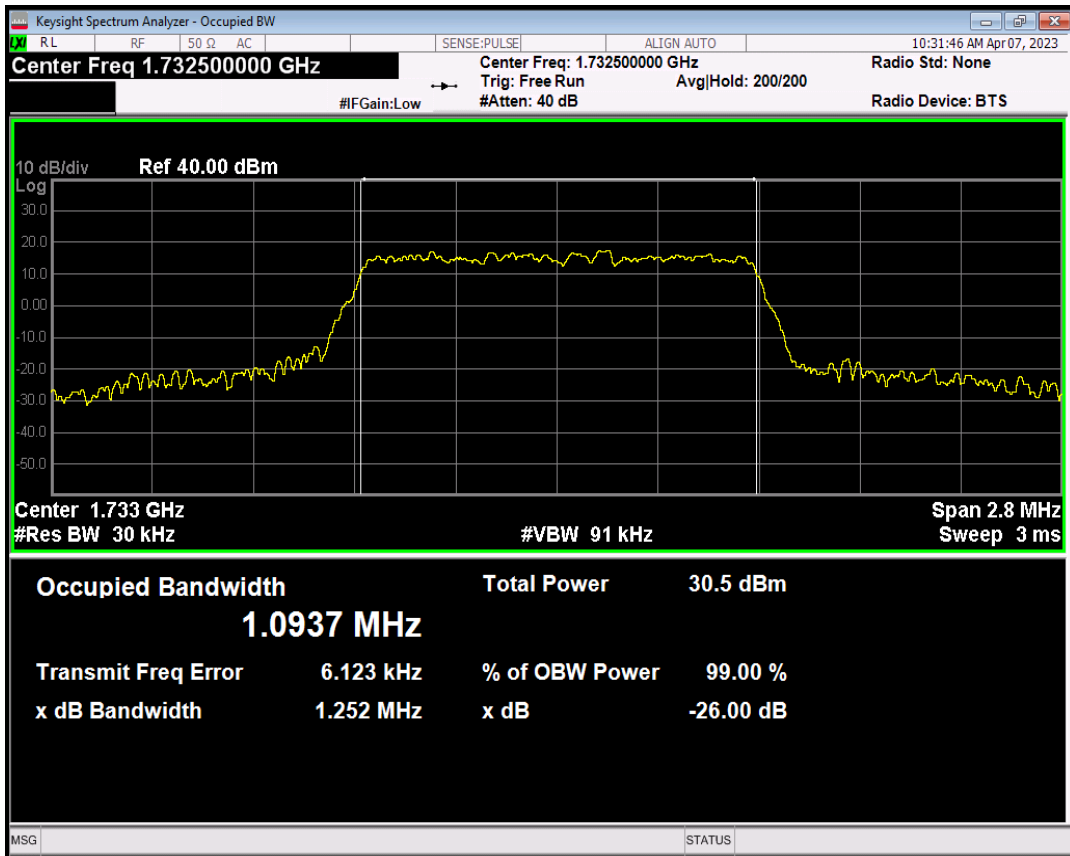 Keysight Spectrum Analyzer - Occupied BW
LXI RL RF 50 Ω AC SENSE:PULSE ALIGN AUTO 10:31:46 AM Apr 07, 2023
Center Freq 1.732500000 GHz Center Freq: 1.732500000 GHz Radio Std: None
Trig: Free Run Avg|Hold: 200/200
#IFGain:Low #Atten: 40 dB Radio Device: BTS
10 dB/div Ref 40.00 dBm
Log
30.0
20.0
10.0
0.00
-10.0
-20.0
-30.0
-40.0
-50.0
Center 1.733 GHz Span 2.8 MHz
#Res BW 30 kHz #VBW 91 kHz Sweep 3 ms
Occupied Bandwidth Total Power 30.5 dBm
1.0937 MHz
Transmit Freq Error 6.123 kHz % of OBW Power 99.00 %
x dB Bandwidth 1.252 MHz x dB -26.00 dB
MSG STATUS